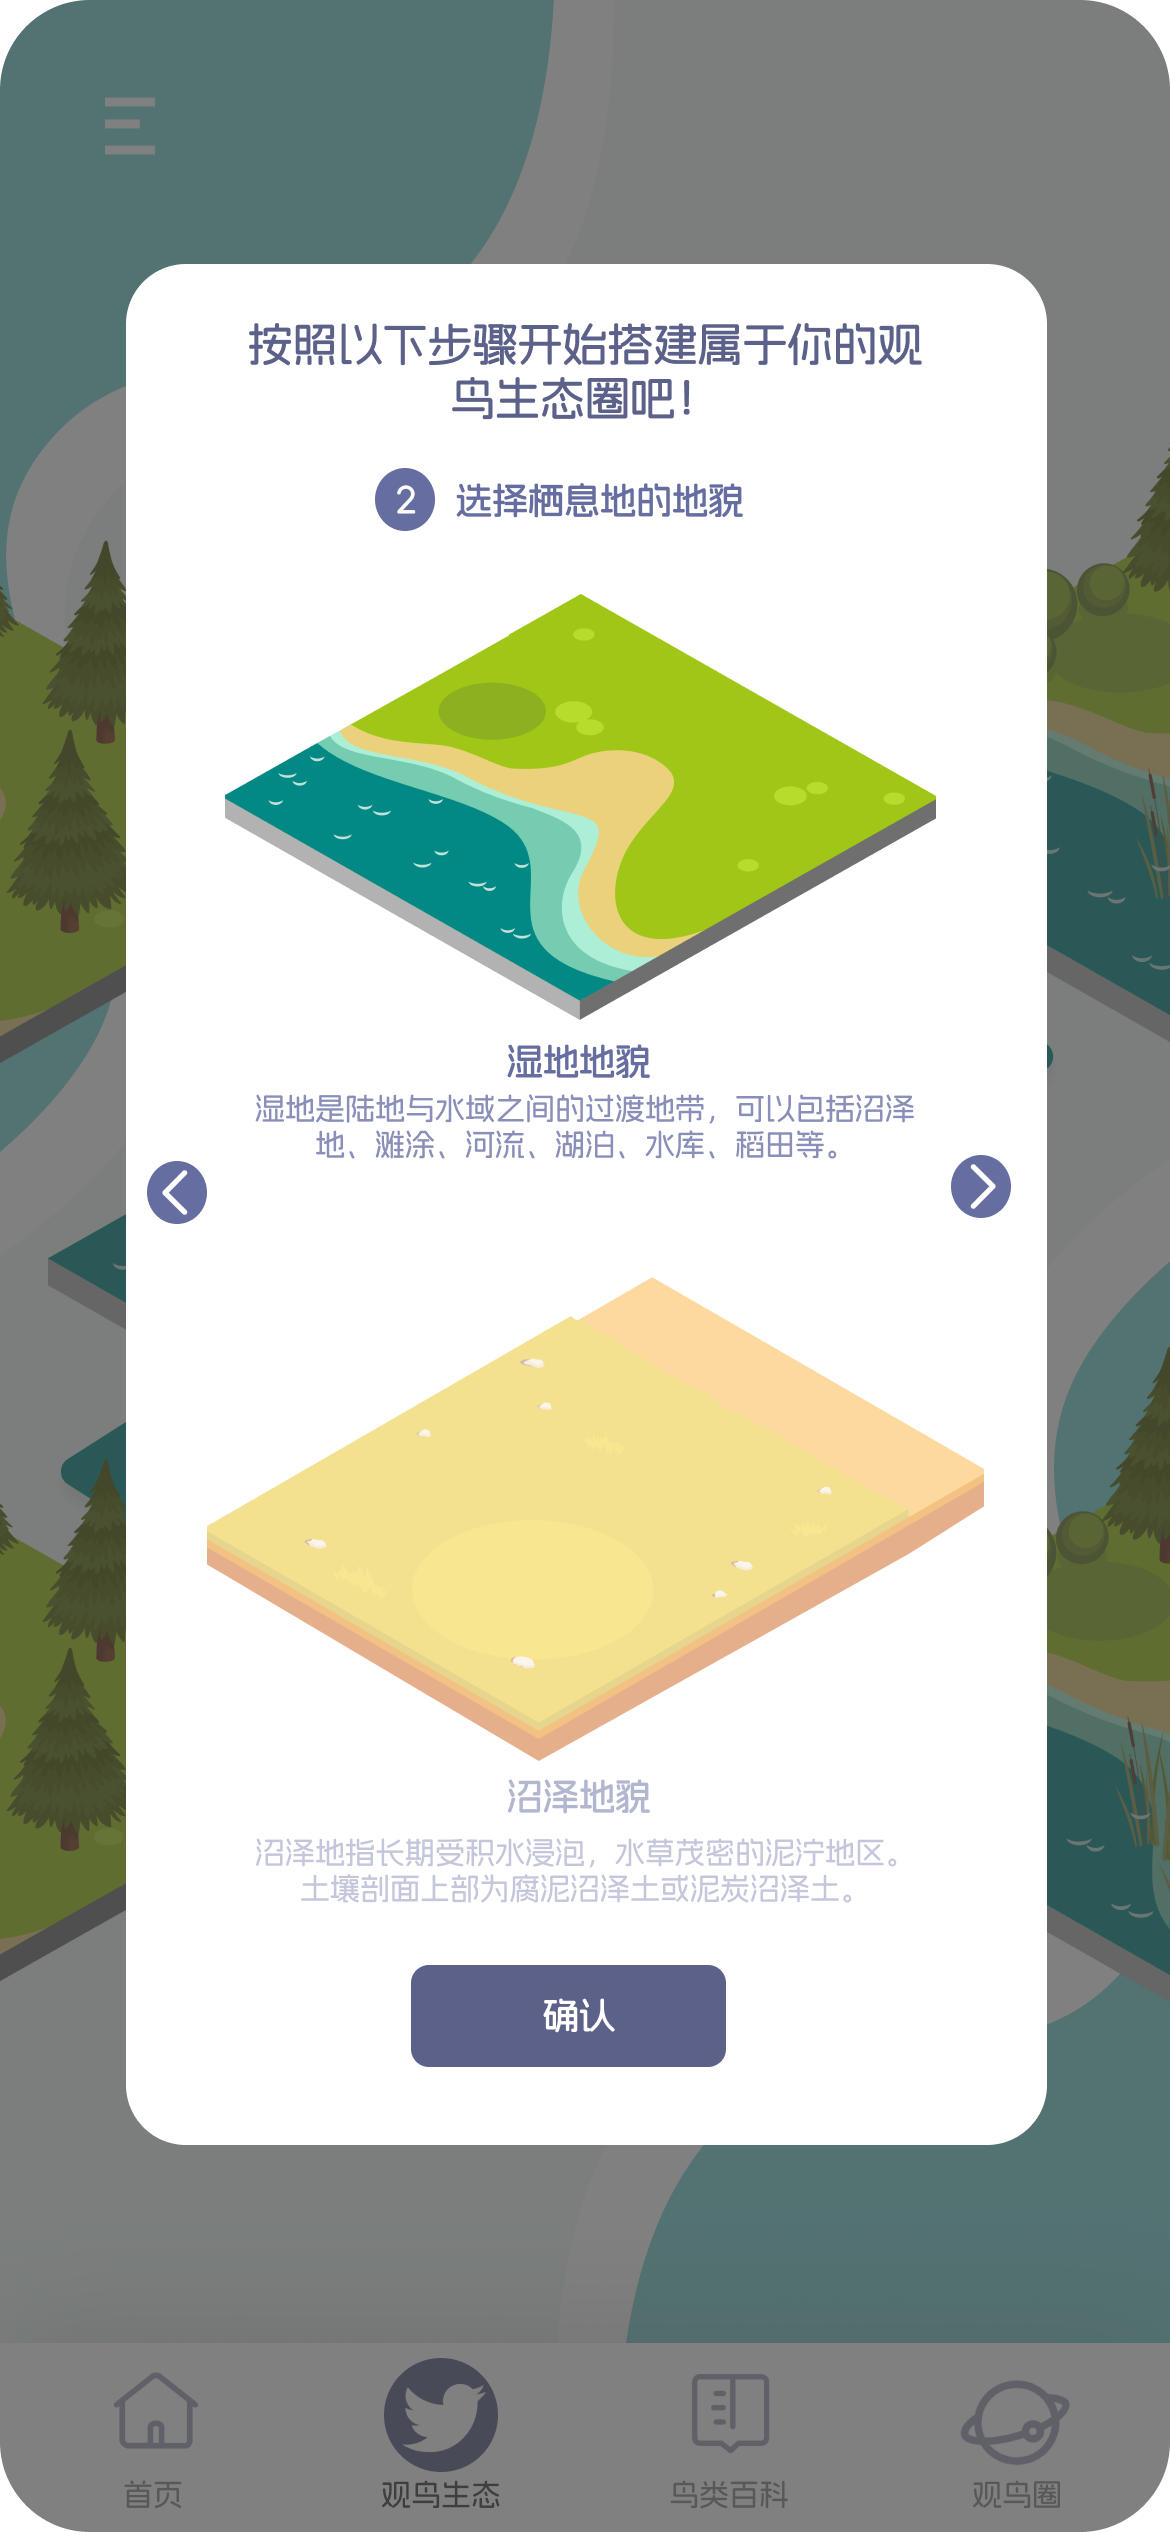 按照以下步骤开始搭建属于你的观
鸟生态圈吧！
2 选择栖息地的地貌
湿地地貌
湿地是陆地与水域之间的过渡地带，可以包括沼泽
地、滩涂、河流、湖泊、水库、稻田等。
沼泽地貌
沼泽地指长期受积水浸泡，水草茂密的泥泞地区。
土壤剖面上部为腐泥沼泽土或泥炭沼泽土。
确认
首页 观鸟生态 鸟类百科 观鸟圈